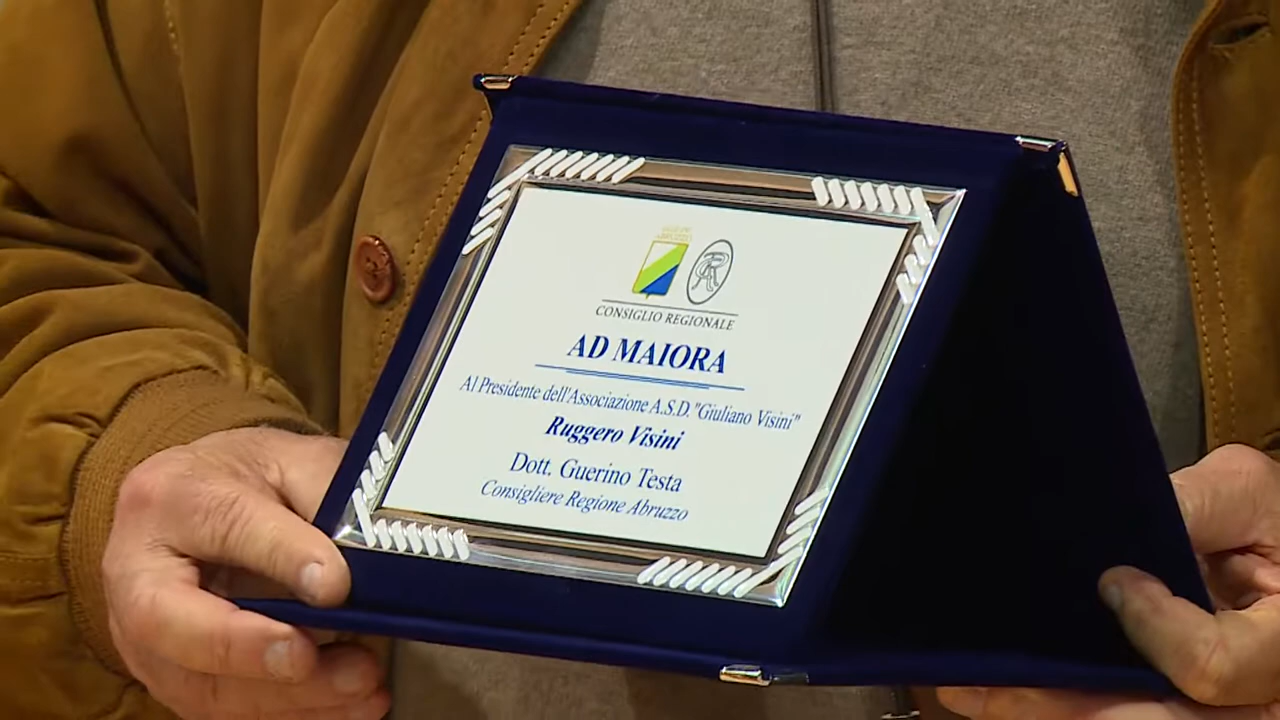 CONSIGLIO REGIONALE
AD MAIORA
Al Presidente dell'Associazione A.S.D. "Giuliano Visini"
Ruggero Visini
Dott. Guerino Testa
Consigliere Regione Abruzzo